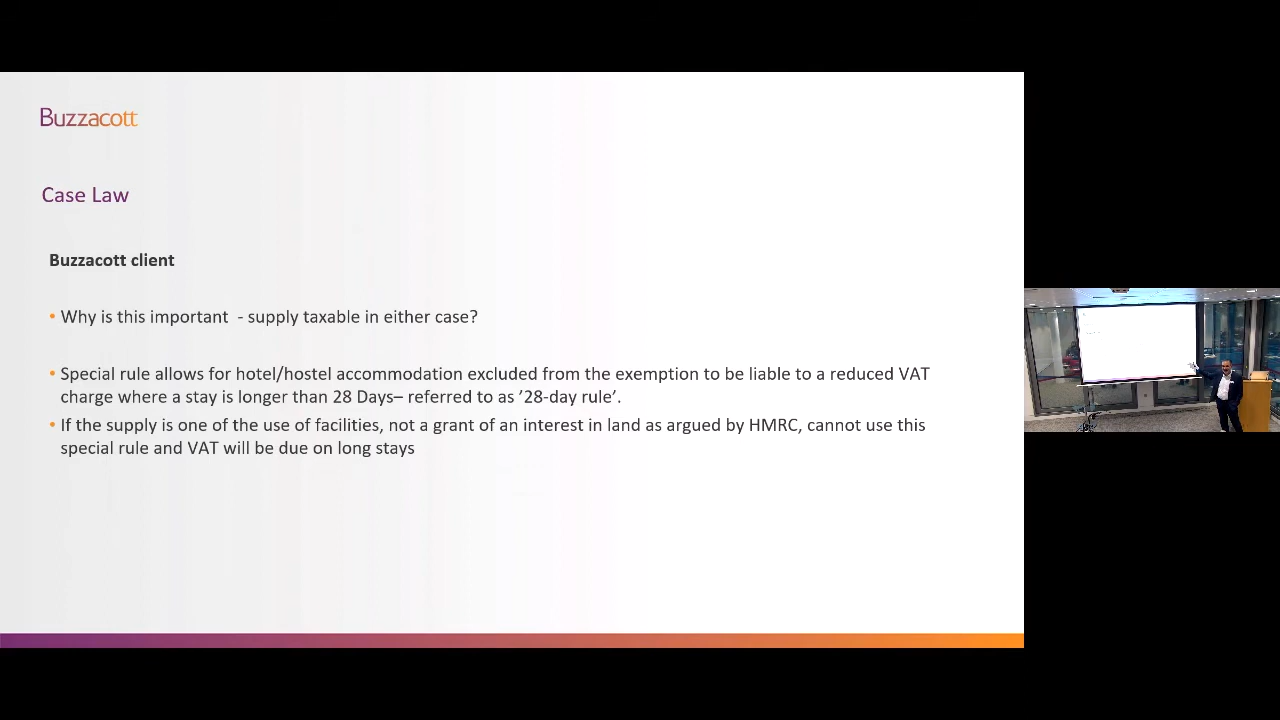 Buzzacott
Case Law
Buzzacott client
• Why is this important  - supply taxable in either case?
• Special rule allows for hotel/hostel accommodation excluded from the exemption to be liable to a reduced VAT
charge where a stay is longer than 28 Days– referred to as ’28-day rule’.
• If the supply is one of the use of facilities, not a grant of an interest in land as argued by HMRC, cannot use this
special rule and VAT will be due on long stays